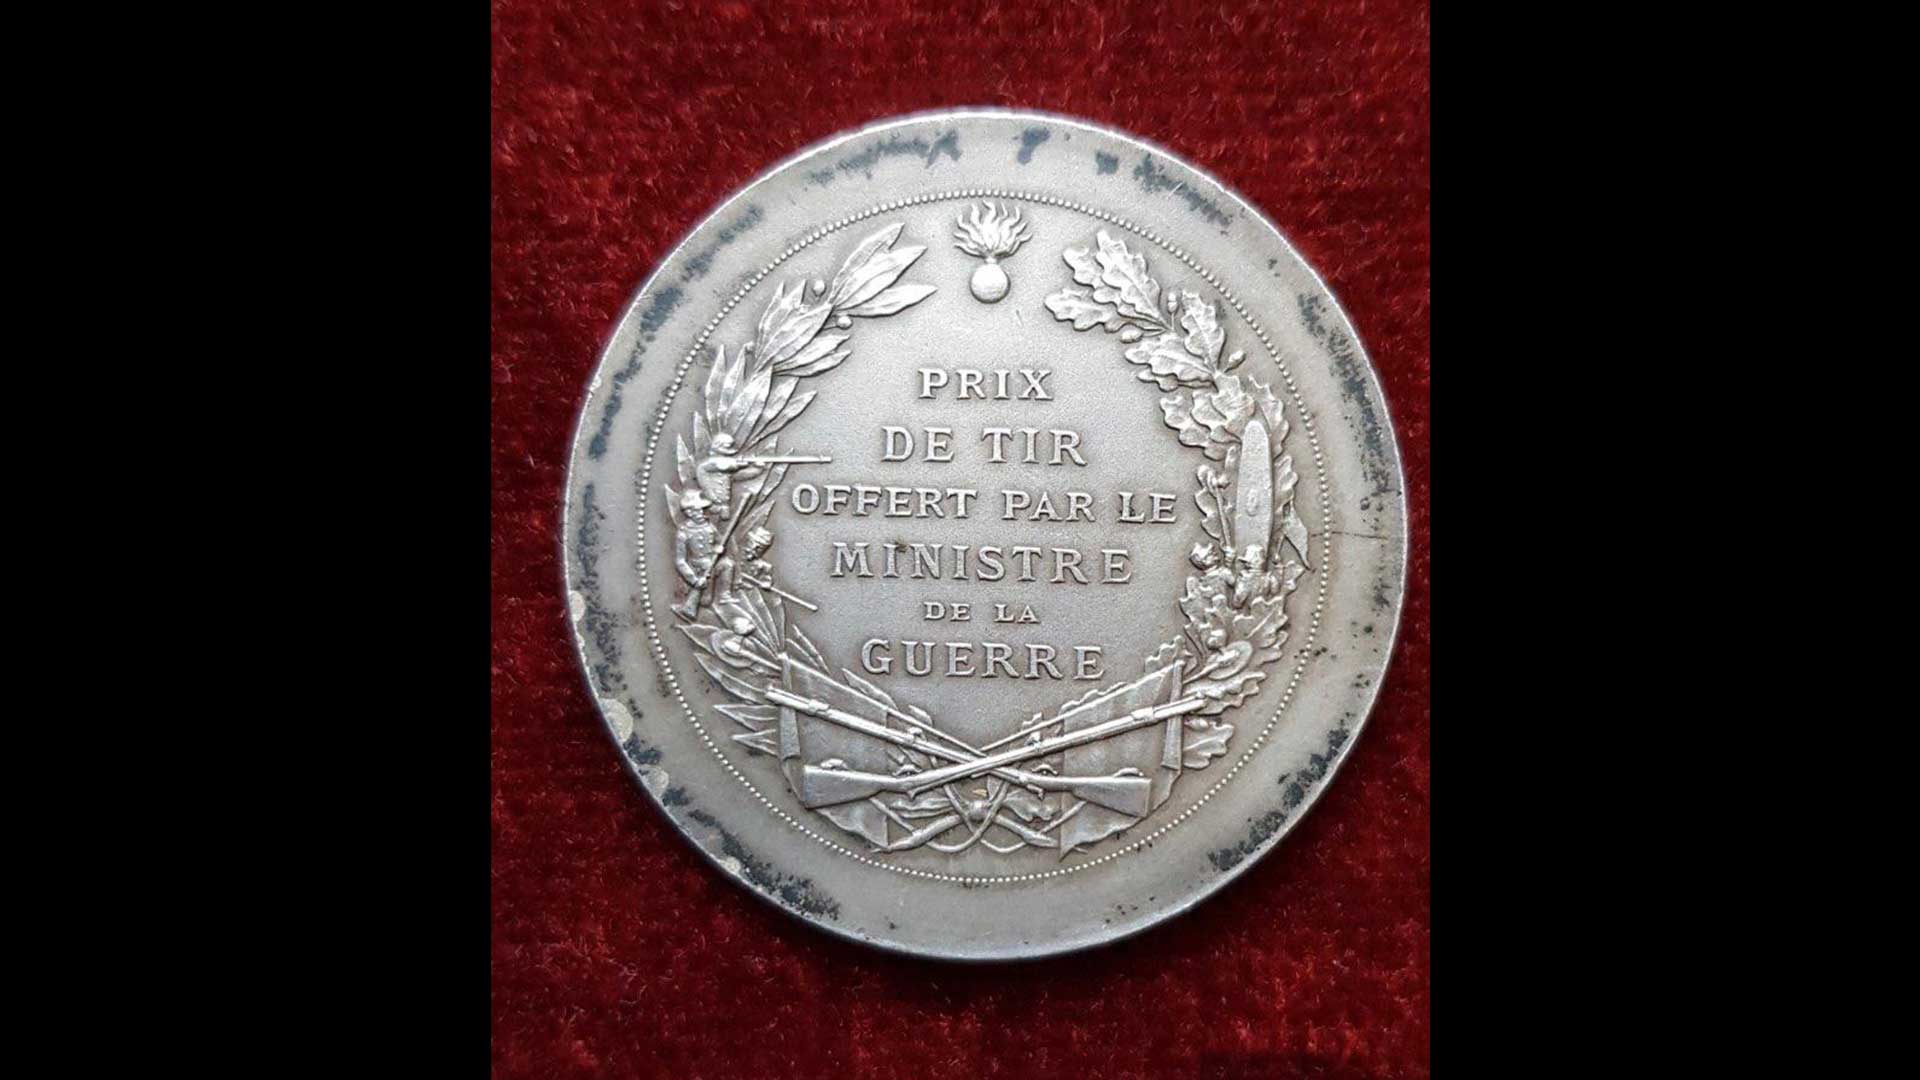 PRIX
DE TIR
OFFERT PAR LE
MINISTRE
DE LA
GUERRE